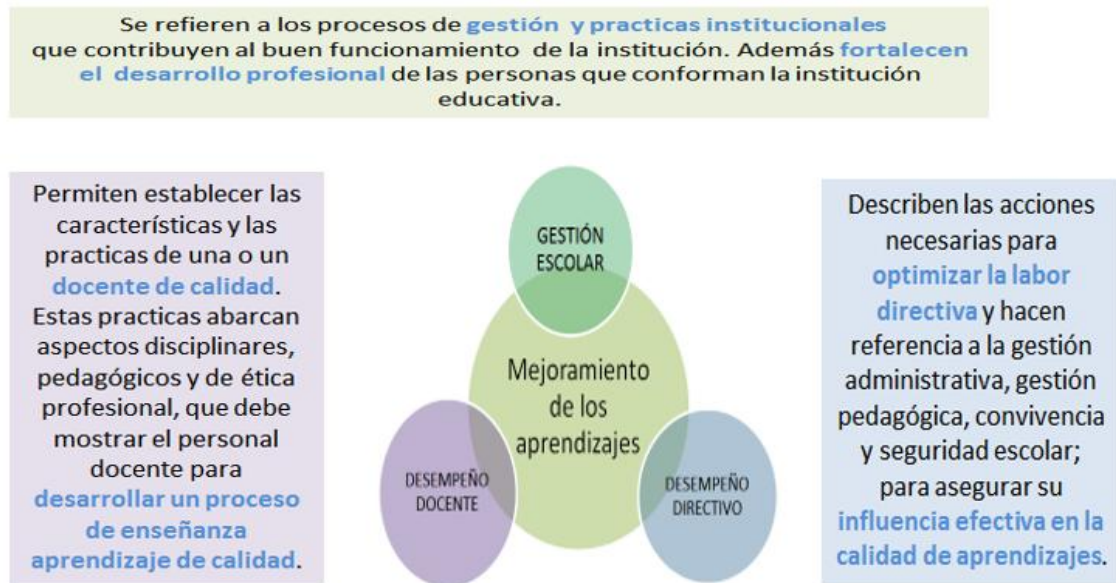 Se refieren a los procesos de gestión y practicas institucionales
que contribuyen al buen funcionamiento de la institución. Además fortalecen
el desarrollo profesional de las personas que conforman la institución
educativa.
Permiten establecer las
características y las
practicas de una o un
docente de calidad.
Estas practicas abarcan
aspectos disciplinares,
pedagógicos y de ética
profesional, que debe
mostrar el personal
docente para
desarrollar un proceso
de enseñanza
aprendizaje de calidad.
GESTIÓN
ESCOLAR
Mejoramiento
de los
aprendizajes
DESEMPEÑO
DOCENTE
DESEMPEÑO
DIRECTIVO
Describen las acciones
necesarias para
optimizar la labor
directiva y hacen
referencia a la gestión
administrativa, gestión
pedagógica, convivencia
y seguridad escolar;
para asegurar su
influencia efectiva en la
calidad de aprendizajes.